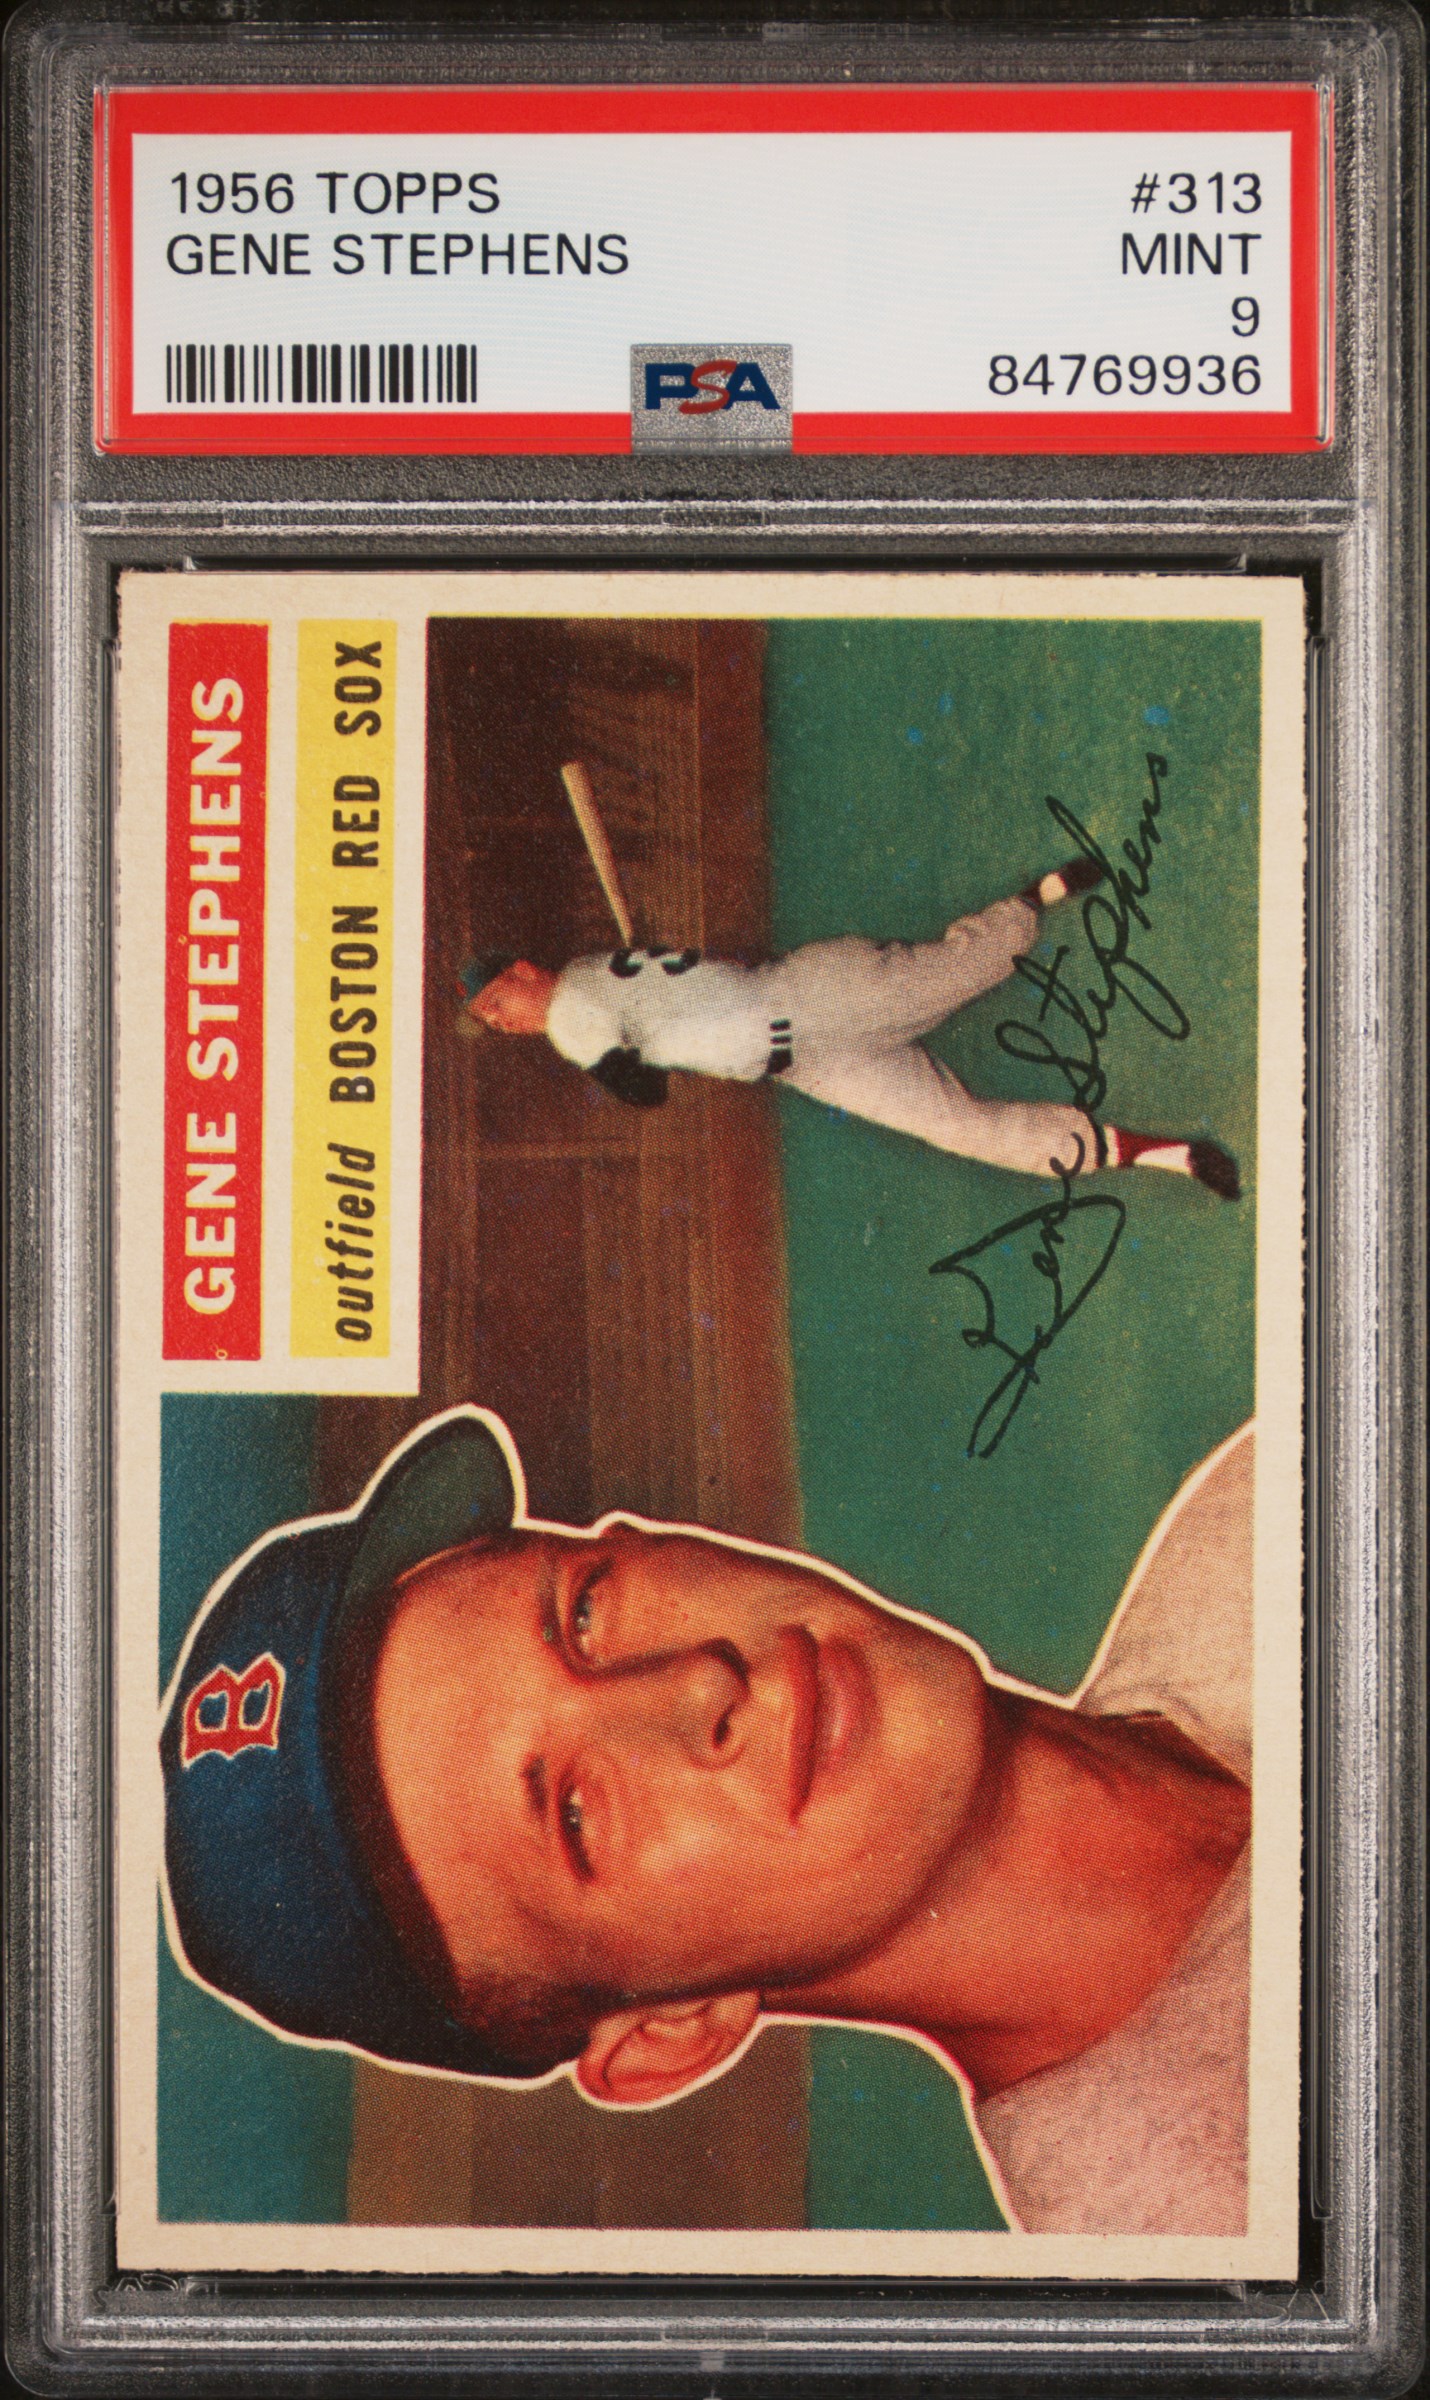 1956 TOPPS #313
GENE STEPHENS MINT
9
PSA 84769936
GENE STEPHENS
outfield BOSTON RED SOX
Gene Stephens
B